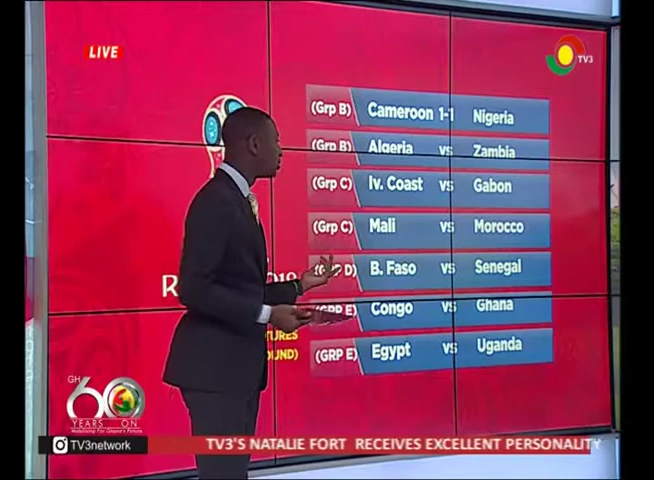 LIVE
TV3
(Grp B) Cameroon 1-1 Nigeria
(Grp B) Algeria vs Zambia
(Grp C) Iv. Coast vs Gabon
(Grp C) Mali vs Morocco
D) B. Faso vs Senegal
(GRP E) Congo vs Ghana
(GRP E) Egypt vs Uganda
GH
60
YEARS ON
TV3network
TV3'S NATALIE FORT RECEIVES EXCELLENT PERSONALITY